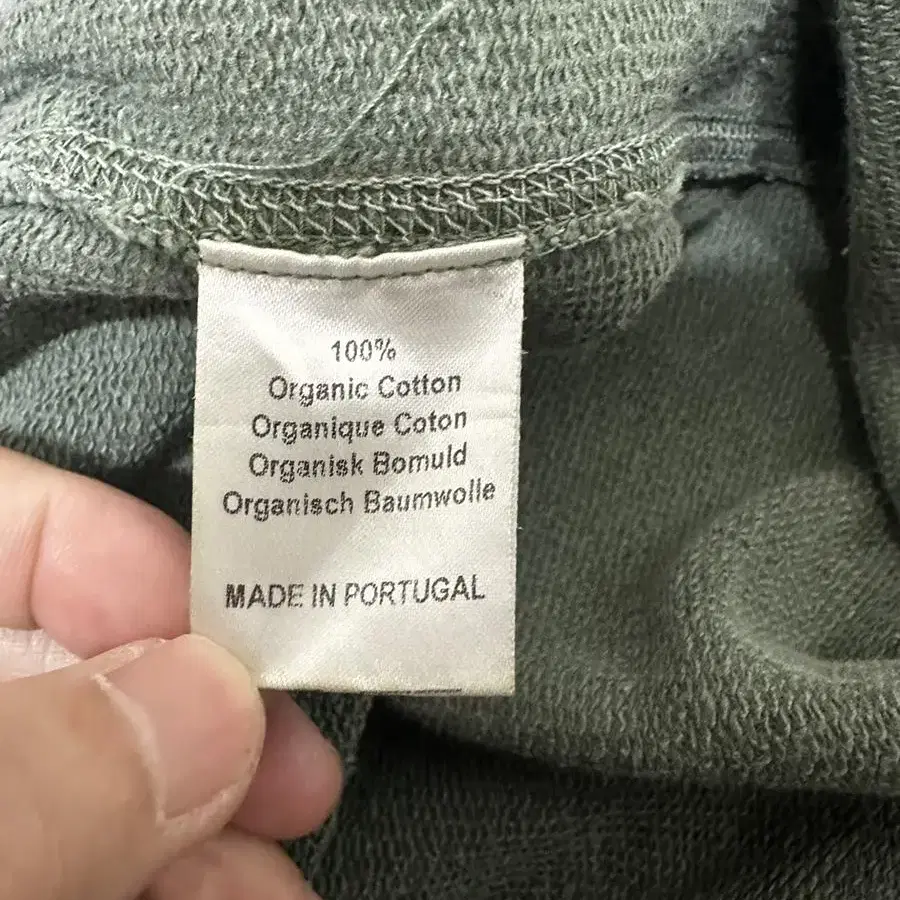 100%
Organic Cotton
Organique Coton
Organisk Bomuld
Organisch Baumwolle
MADE IN PORTUGAL